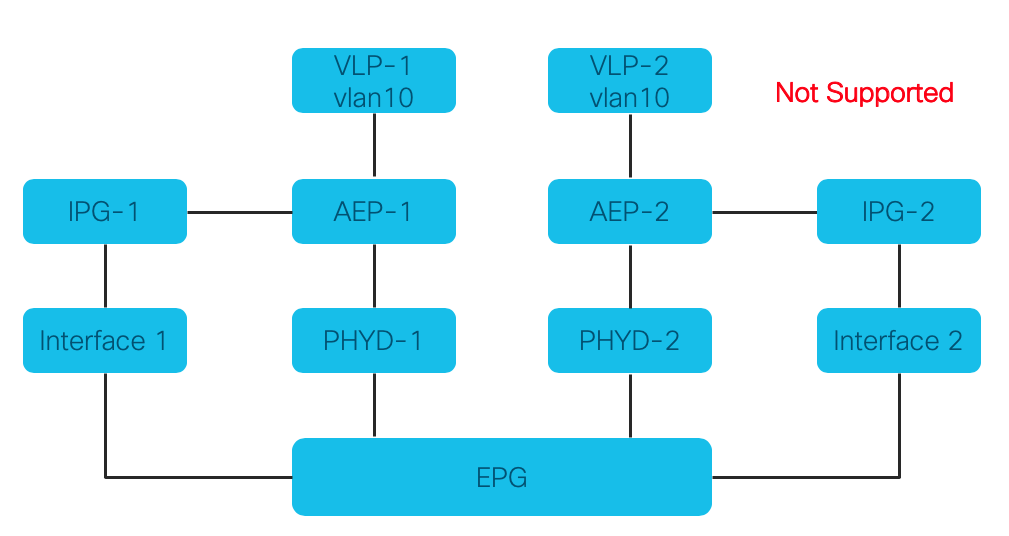 VLP-1
vlan10
VLP-2
vlan10
Not Supported
IPG-1
AEP-1
AEP-2
IPG-2
Interface 1
PHYD-1
PHYD-2
Interface 2
EPG